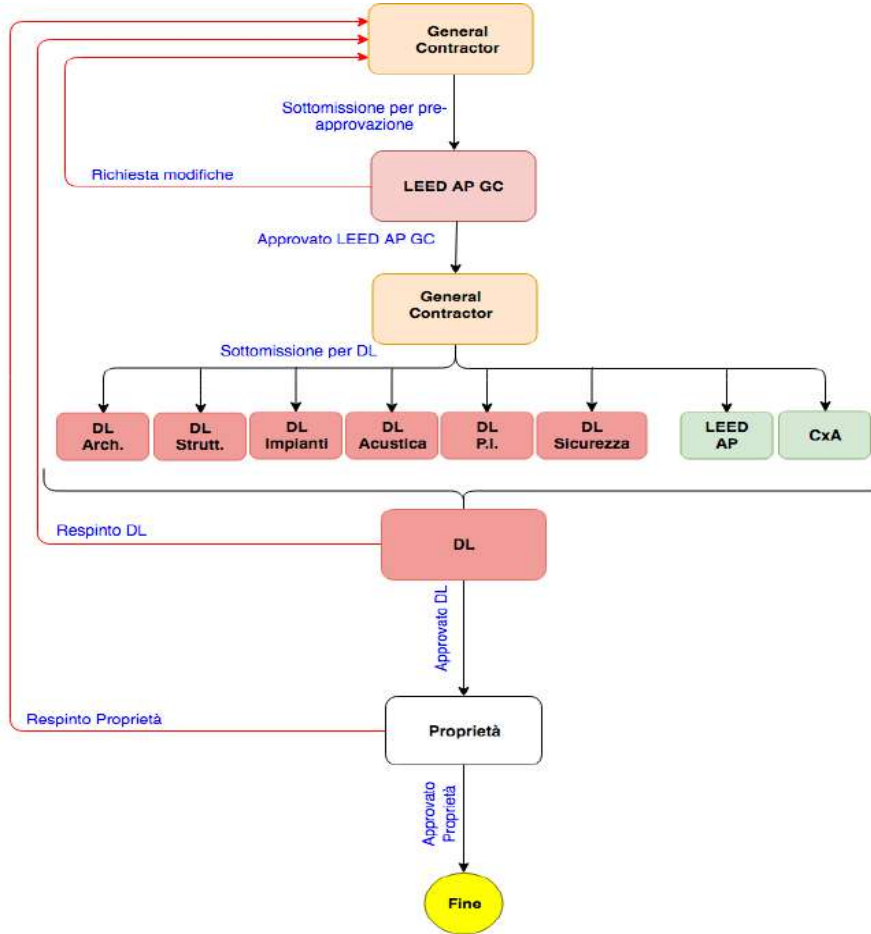 General
Contractor
Sottomissione per pre-
approvazione
Richiesta modifiche
LEED AP GC
Approvato LEED AP GC
General
Contractor
Sottomissione per DL
DL
Arch.
DL
Strutt.
DL
Impianti
DL
Acustica
DL
P.I.
DL
Sicurezza
LEED
AP
CxA
Respinto DL
DL
Approvato DL
Respinto Proprietà
Proprietà
Approvato
Proprietà
Fine